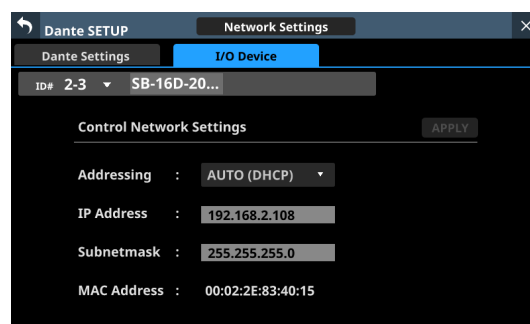 Dante SETUP
Network Settings
Dante Settings
I/O Device
ID# 2-3 ▼ SB-16D-20...
Control Network Settings
APPLY
Addressing : AUTO (DHCP) ▼
IP Address : 192.168.2.108
Subnetmask : 255.255.255.0
MAC Address : 00:02:2E:83:40:15